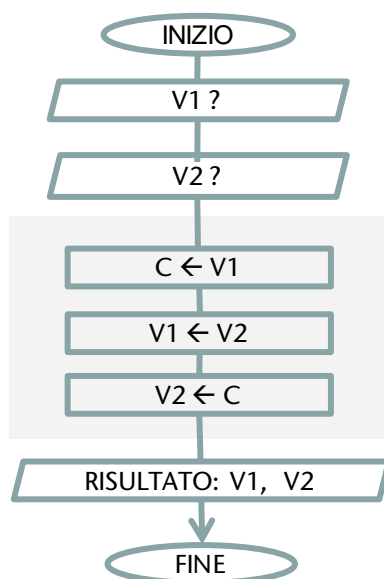 INIZIO
V1 ?
V2 ?
C ← V1
V1 ← V2
V2 ← C
RISULTATO: V1, V2
FINE